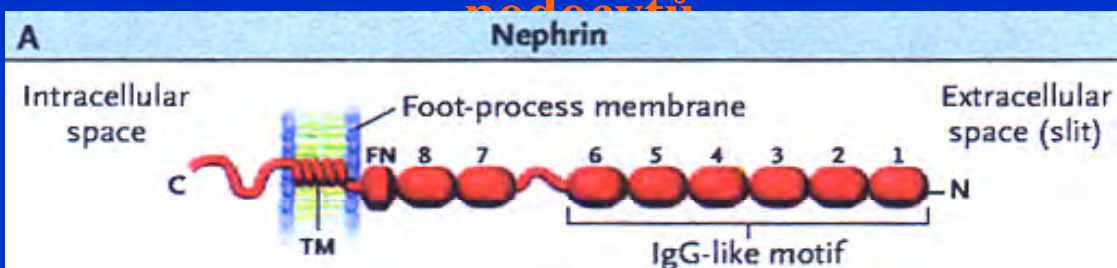 podocytů
A
Nephrin
Intracellular
space
Foot-process membrane
Extracellular
space (slit)
FN 8 7 6 5 4 3 2 1
C
N
TM
IgG-like motif